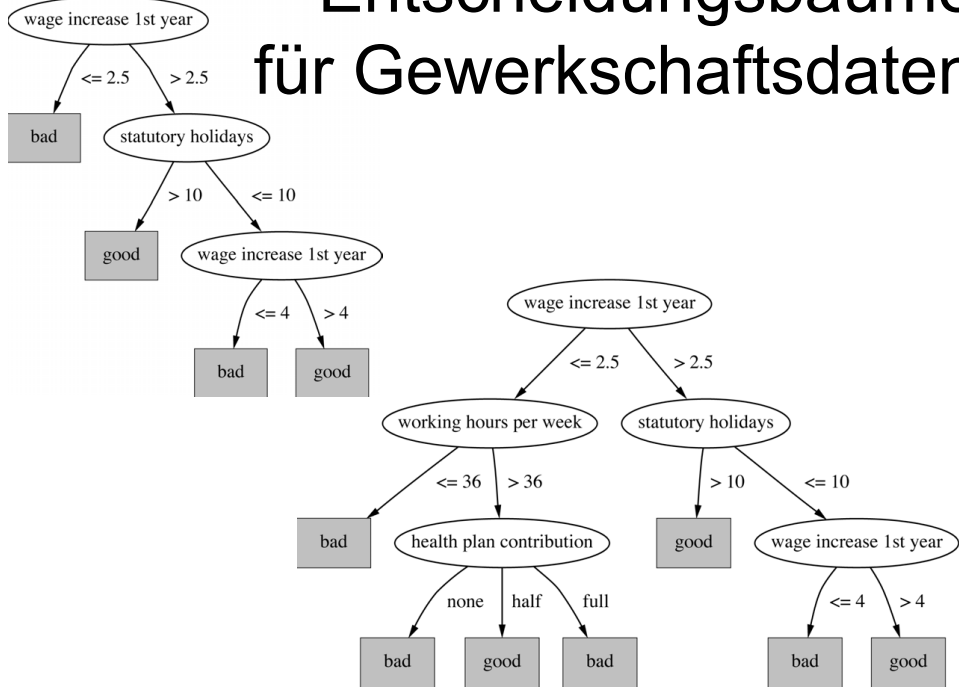 Entscheidungsbäume
für Gewerkschaftsdaten
wage increase 1st year
<= 2.5
> 2.5
bad
statutory holidays
> 10
<= 10
good
wage increase 1st year
<= 4
> 4
bad
good
wage increase 1st year
<= 2.5
> 2.5
working hours per week
statutory holidays
<= 36
> 36
> 10
<= 10
bad
health plan contribution
good
wage increase 1st year
none
half
full
<= 4
> 4
bad
good
bad
bad
good